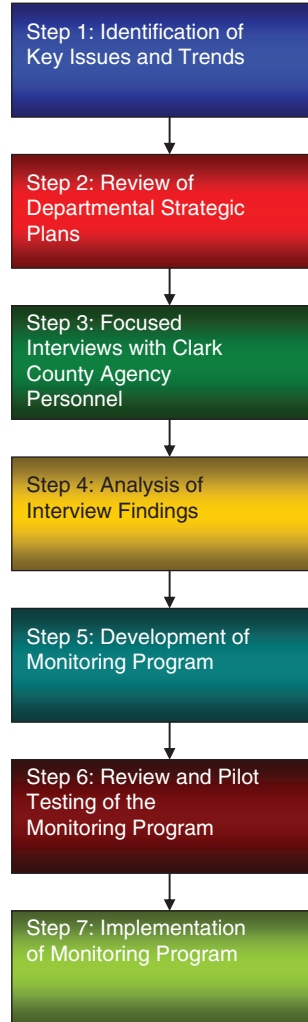 Step 1: Identification of
Key Issues and Trends
Step 2: Review of
Departmental Strategic
Plans
Step 3: Focused
Interviews with Clark
County Agency
Personnel
Step 4: Analysis of
Interview Findings
Step 5: Development of
Monitoring Program
Step 6: Review and Pilot
Testing of the
Monitoring Program
Step 7: Implementation
of Monitoring Program